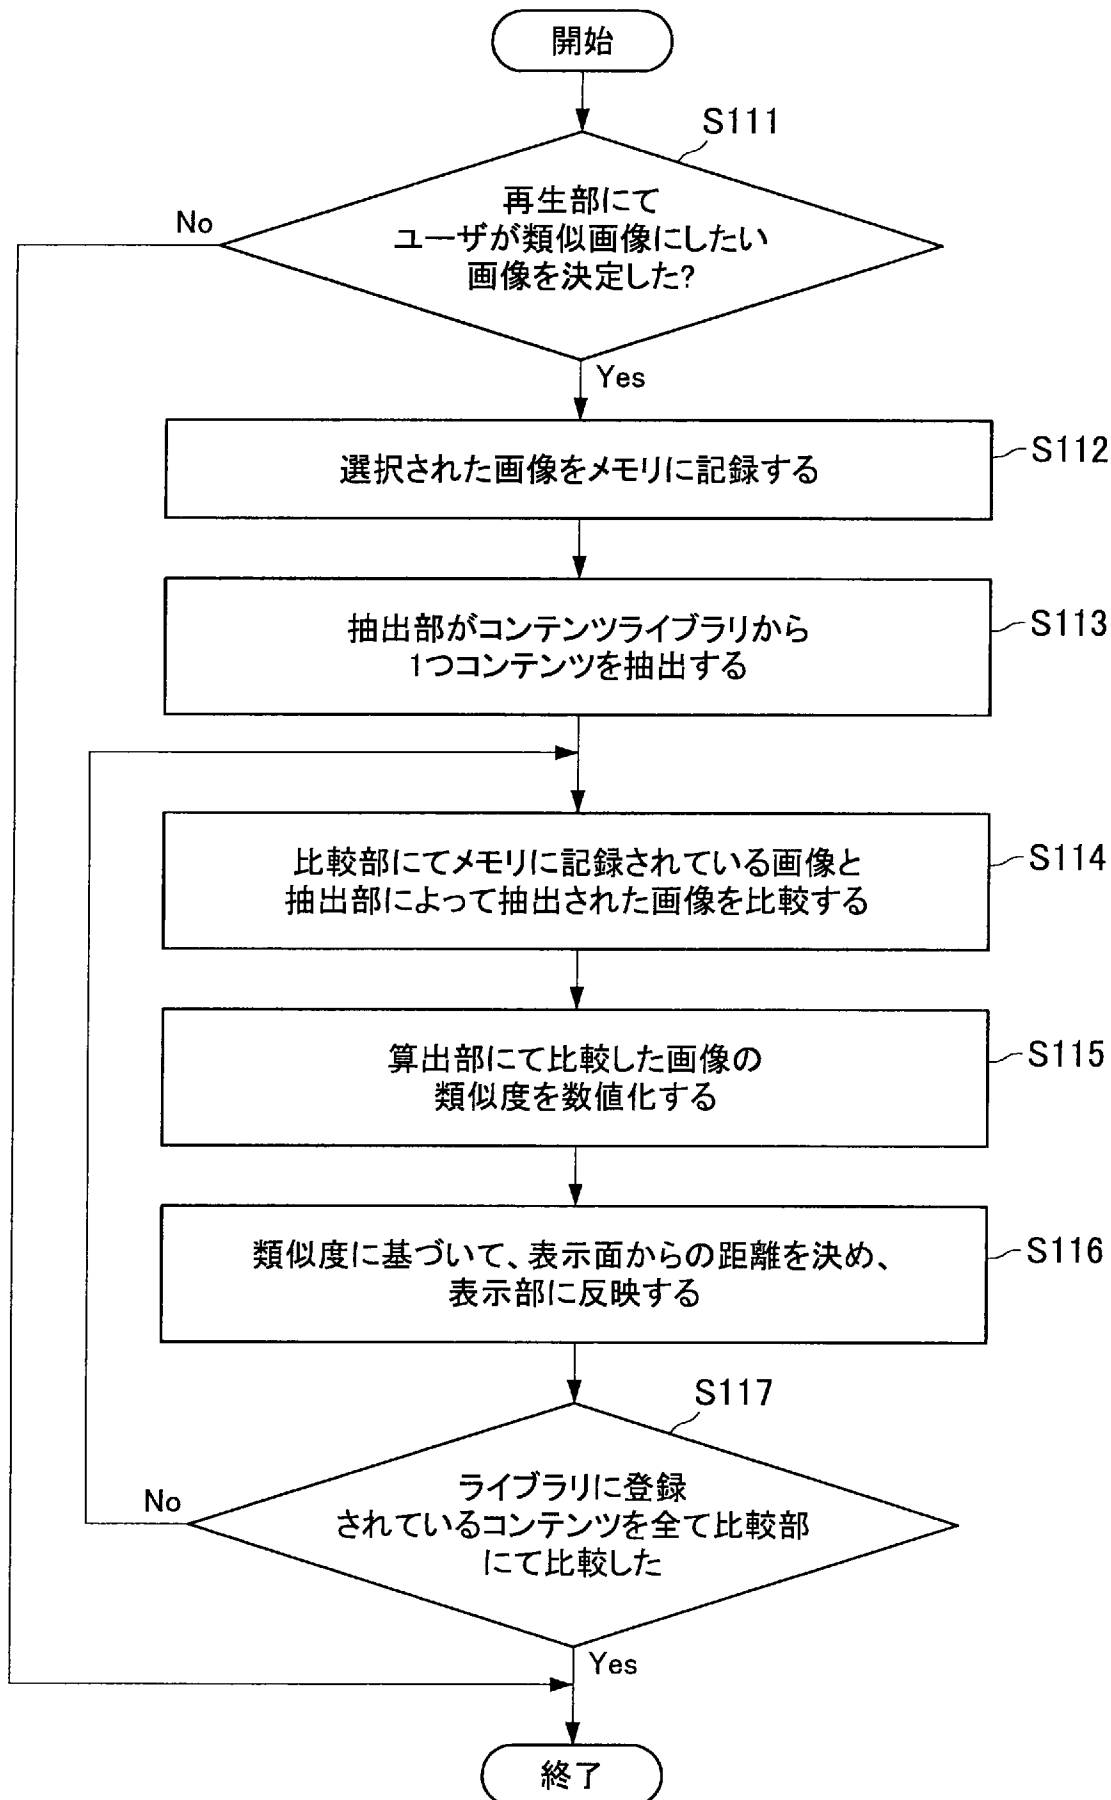 開始
S111
再生部にて
ユーザが類似画像にしたい
画像を決定した?
No
Yes
選択された画像をメモリに記録する
S112
抽出部がコンテンツライブラリから
1つコンテンツを抽出する
S113
比較部にてメモリに記録されている画像と
抽出部によって抽出された画像を比較する
S114
算出部にて比較した画像の
類似度を数値化する
S115
類似度に基づいて、表示面からの距離を決め、
表示部に反映する
S116
S117
ライブラリに登録
されているコンテンツを全て比較部
にて比較した
No
Yes
終了